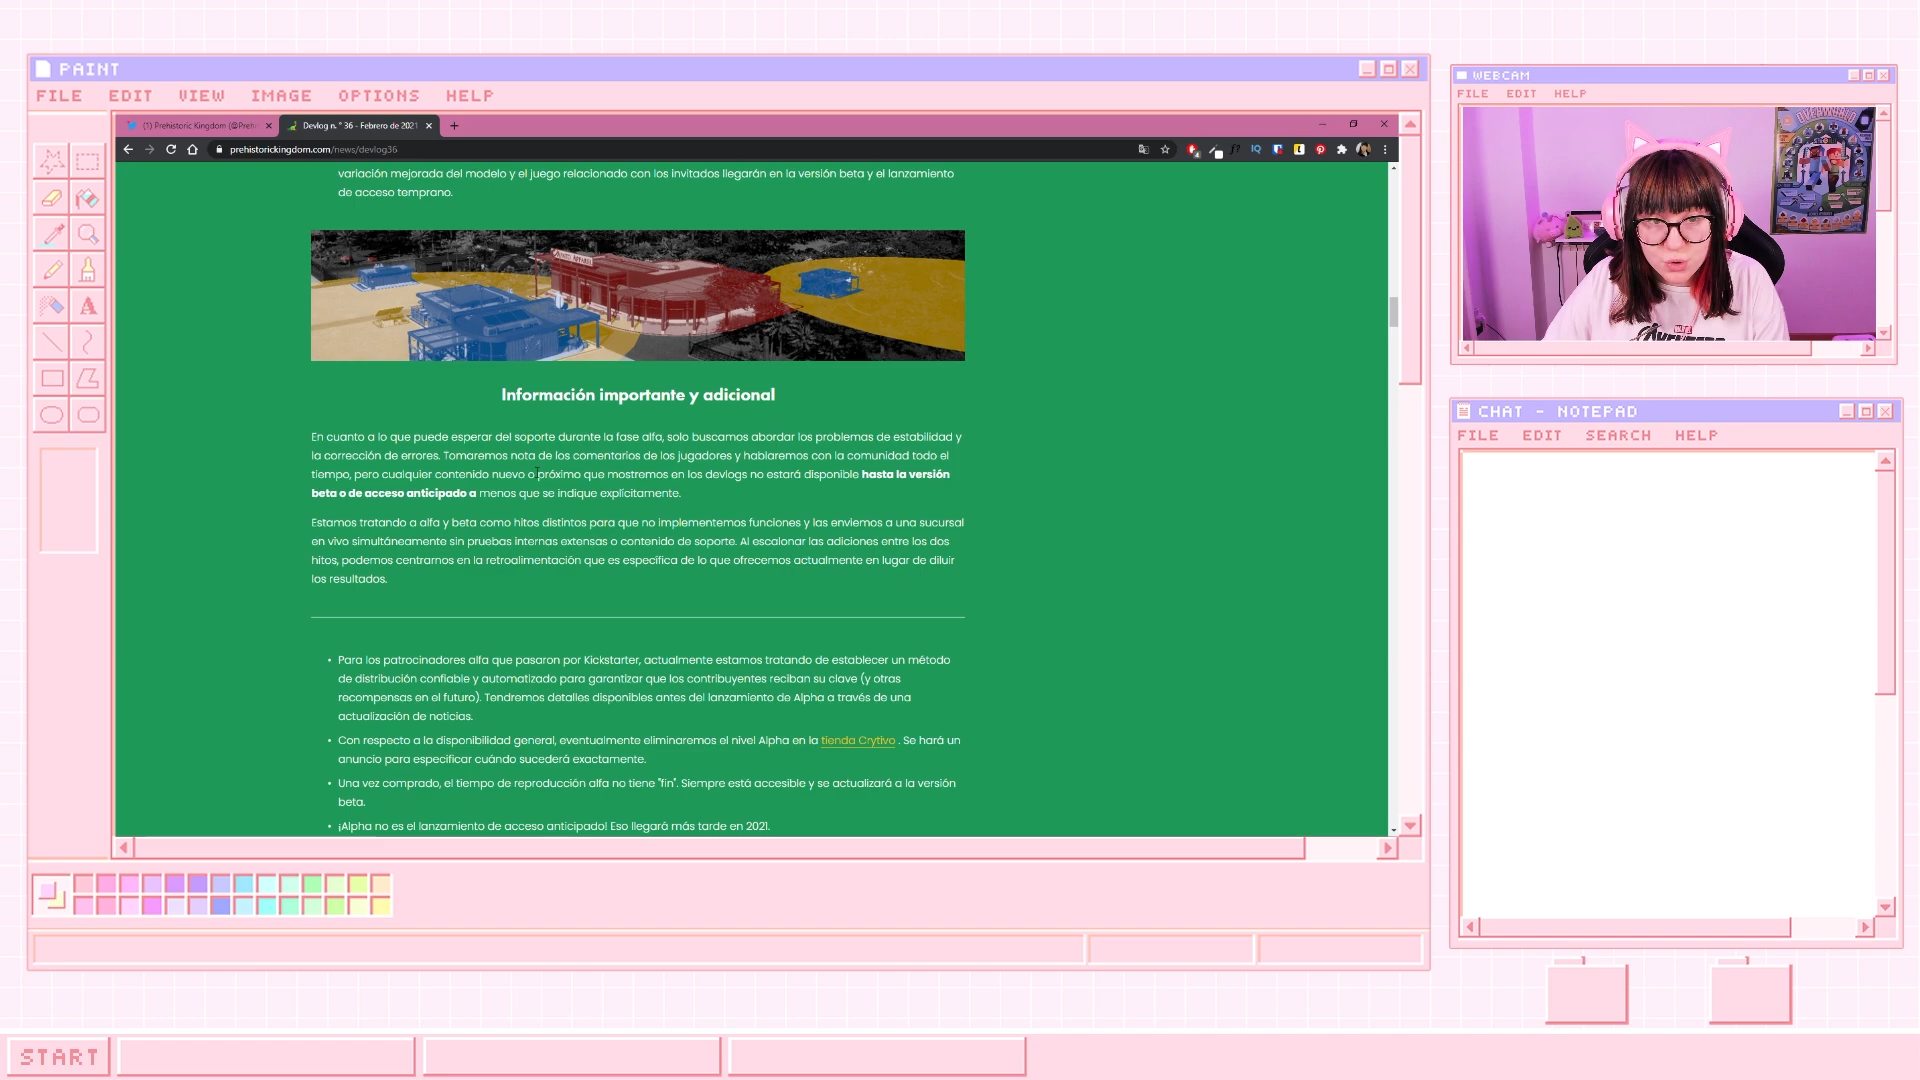 PAINT
FILE EDIT VIEW IMAGE OPTIONS HELP
(1) Prehistoric Kingdom (@Preh
Devlog n. ° 36 - Febrero de 2021
prehistorickingdom.com/news/devlog36
variación mejorada del modelo y el juego relacionado con los invitados llegarán en la versión beta y el lanzamiento
de acceso temprano.
Información importante y adicional
En cuanto a lo que puede esperar del soporte durante la fase alfa, solo buscamos abordar los problemas de estabilidad y
la corrección de errores. Tomaremos nota de los comentarios de los jugadores y hablaremos con la comunidad todo el
tiempo, pero cualquier contenido nuevo o próximo que mostremos en los devlogs no estará disponible hasta la versión
beta o de acceso anticipado a menos que se indique explícitamente.
Estamos tratando a alfa y beta como hitos distintos para que no implementemos funciones y las enviemos a una sucursal
en vivo simultáneamente sin pruebas internas extensas o contenido de soporte. Al escalonar las adiciones entre los dos
hitos, podemos centrarnos en la retroalimentación que es específica de lo que ofrecemos actualmente en lugar de diluir
los resultados.
• Para los patrocinadores alfa que pasaron por Kickstarter, actualmente estamos tratando de establecer un método
de distribución confiable y automatizado para garantizar que los contribuyentes reciban su clave (y otras
recompensas en el futuro). Tendremos detalles disponibles antes del lanzamiento de Alpha a través de una
actualización de noticias.
• Con respecto a la disponibilidad general, eventualmente eliminaremos el nivel Alpha en la tienda Crytivo . Se hará un
anuncio para especificar cuándo sucederá exactamente.
• Una vez comprado, el tiempo de reproducción alfa no tiene "fin". Siempre está accesible y se actualizará a la versión
beta.
• ¡Alpha no es el lanzamiento de acceso anticipado! Eso llegará más tarde en 2021.
WEBCAM
FILE EDIT HELP
OVERWORLD
MARVEL
AVENGERS
CHAT - NOTEPAD
FILE EDIT SEARCH HELP
START